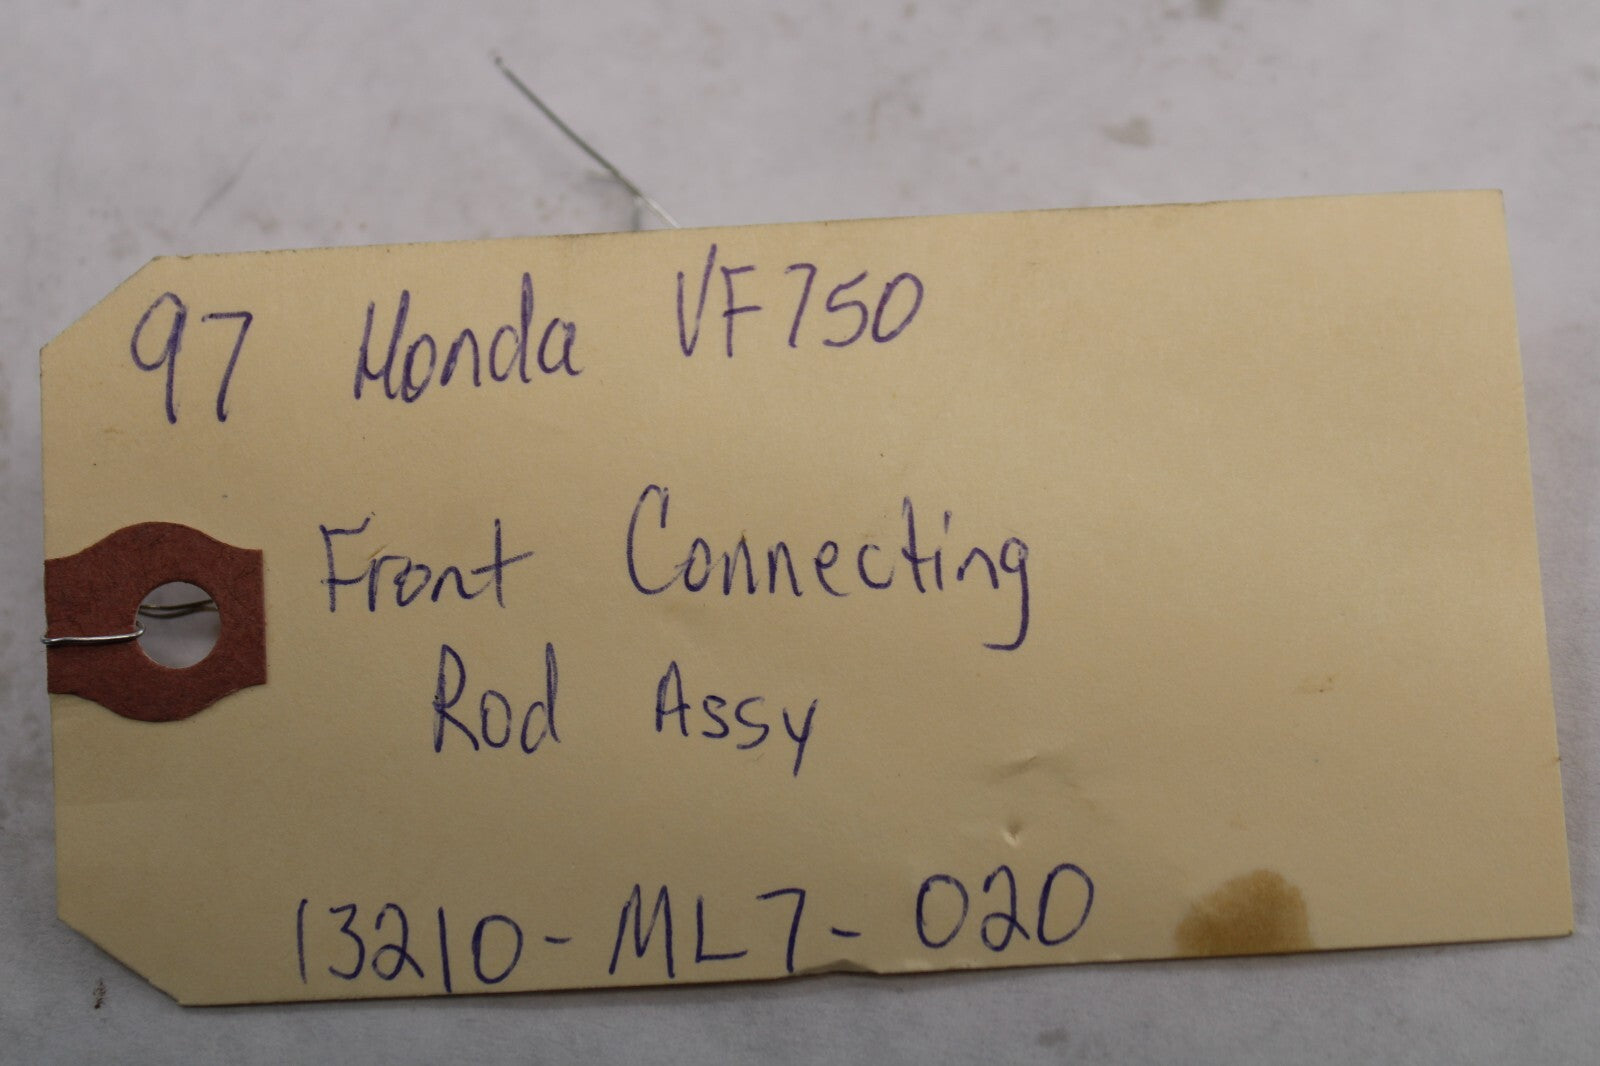 97 Honda VF750
Front Connecting
Rod Assy
13210-ML7-020